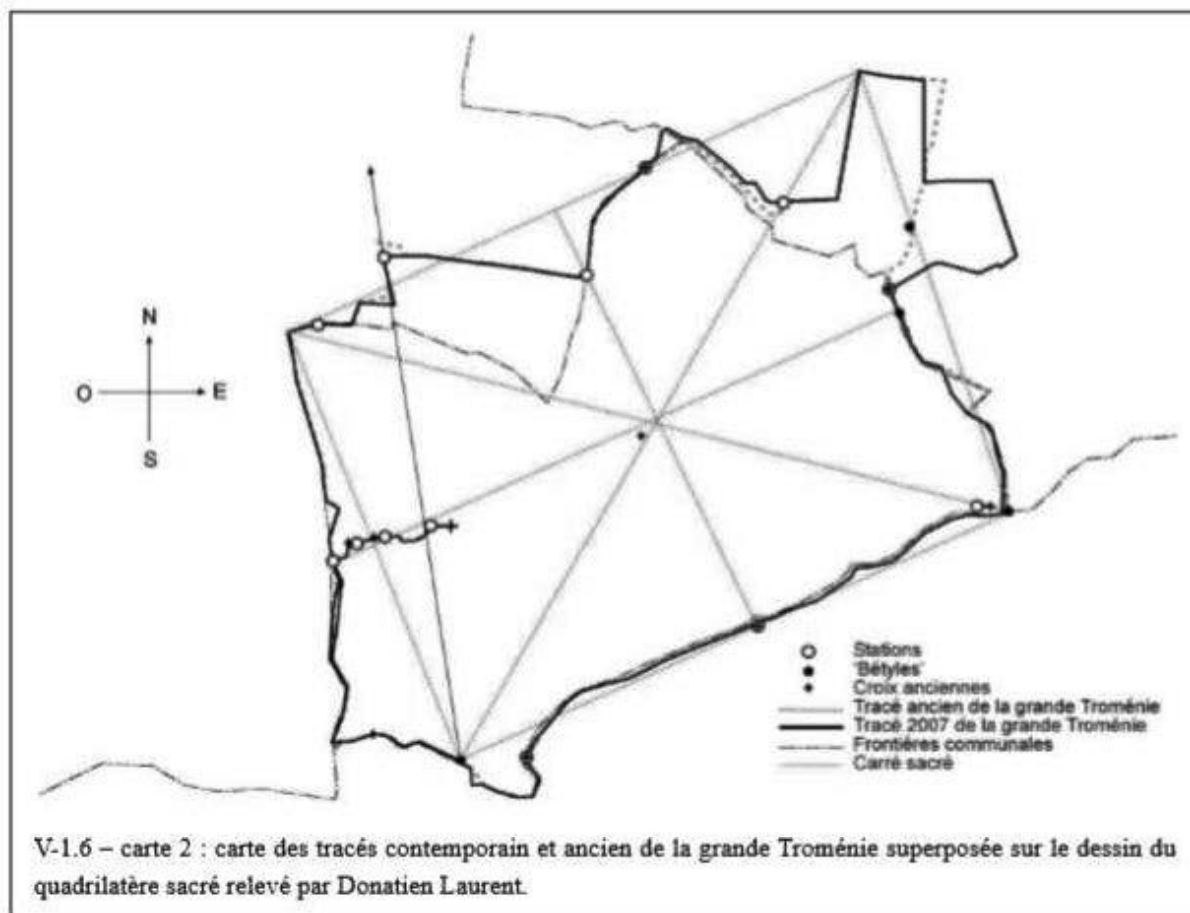 N
O E
S
Stations
'Bétyles'
Croix anciennes
Tracé ancien de la grande Troménie
Tracé 2007 de la grande Troménie
Frontières communales
Carré sacré
V-1.6 – carte 2 : carte des tracés contemporain et ancien de la grande Troménie superposée sur le dessin du
quadrilatère sacré relevé par Donatien Laurent.